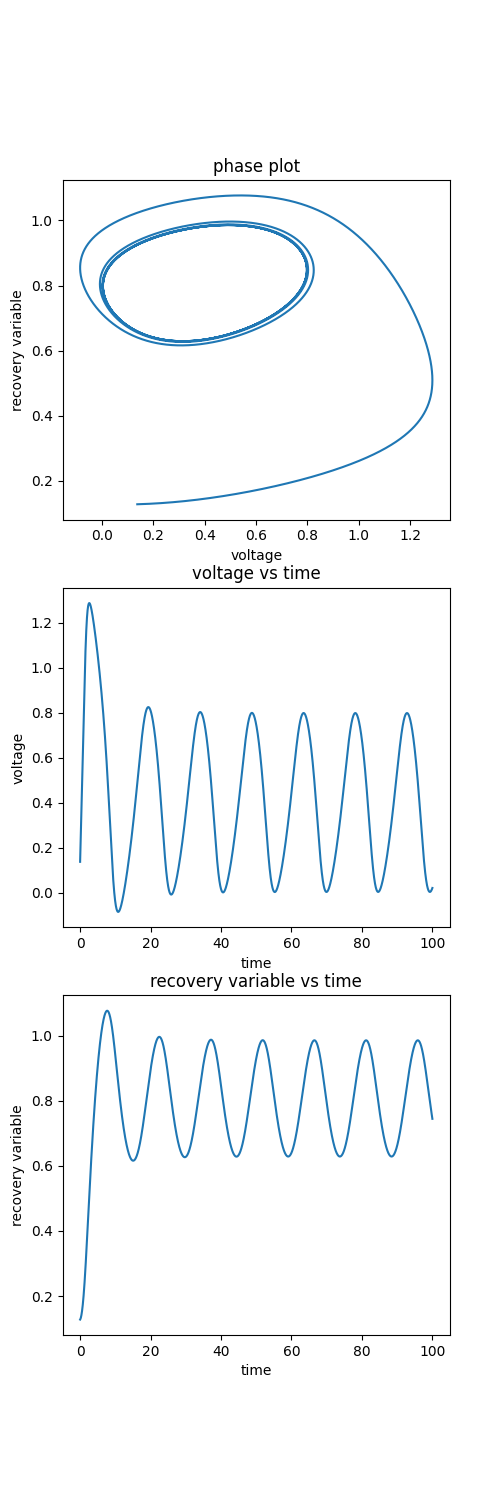 phase plot
1.0
0.8
0.6
0.4
0.2
recovery variable
0.0 0.2 0.4 0.6 0.8 1.0 1.2
voltage
voltage vs time
1.2
1.0
0.8
0.6
0.4
0.2
0.0
voltage
0 20 40 60 80 100
time
recovery variable vs time
1.0
0.8
0.6
0.4
0.2
recovery variable
0 20 40 60 80 100
time